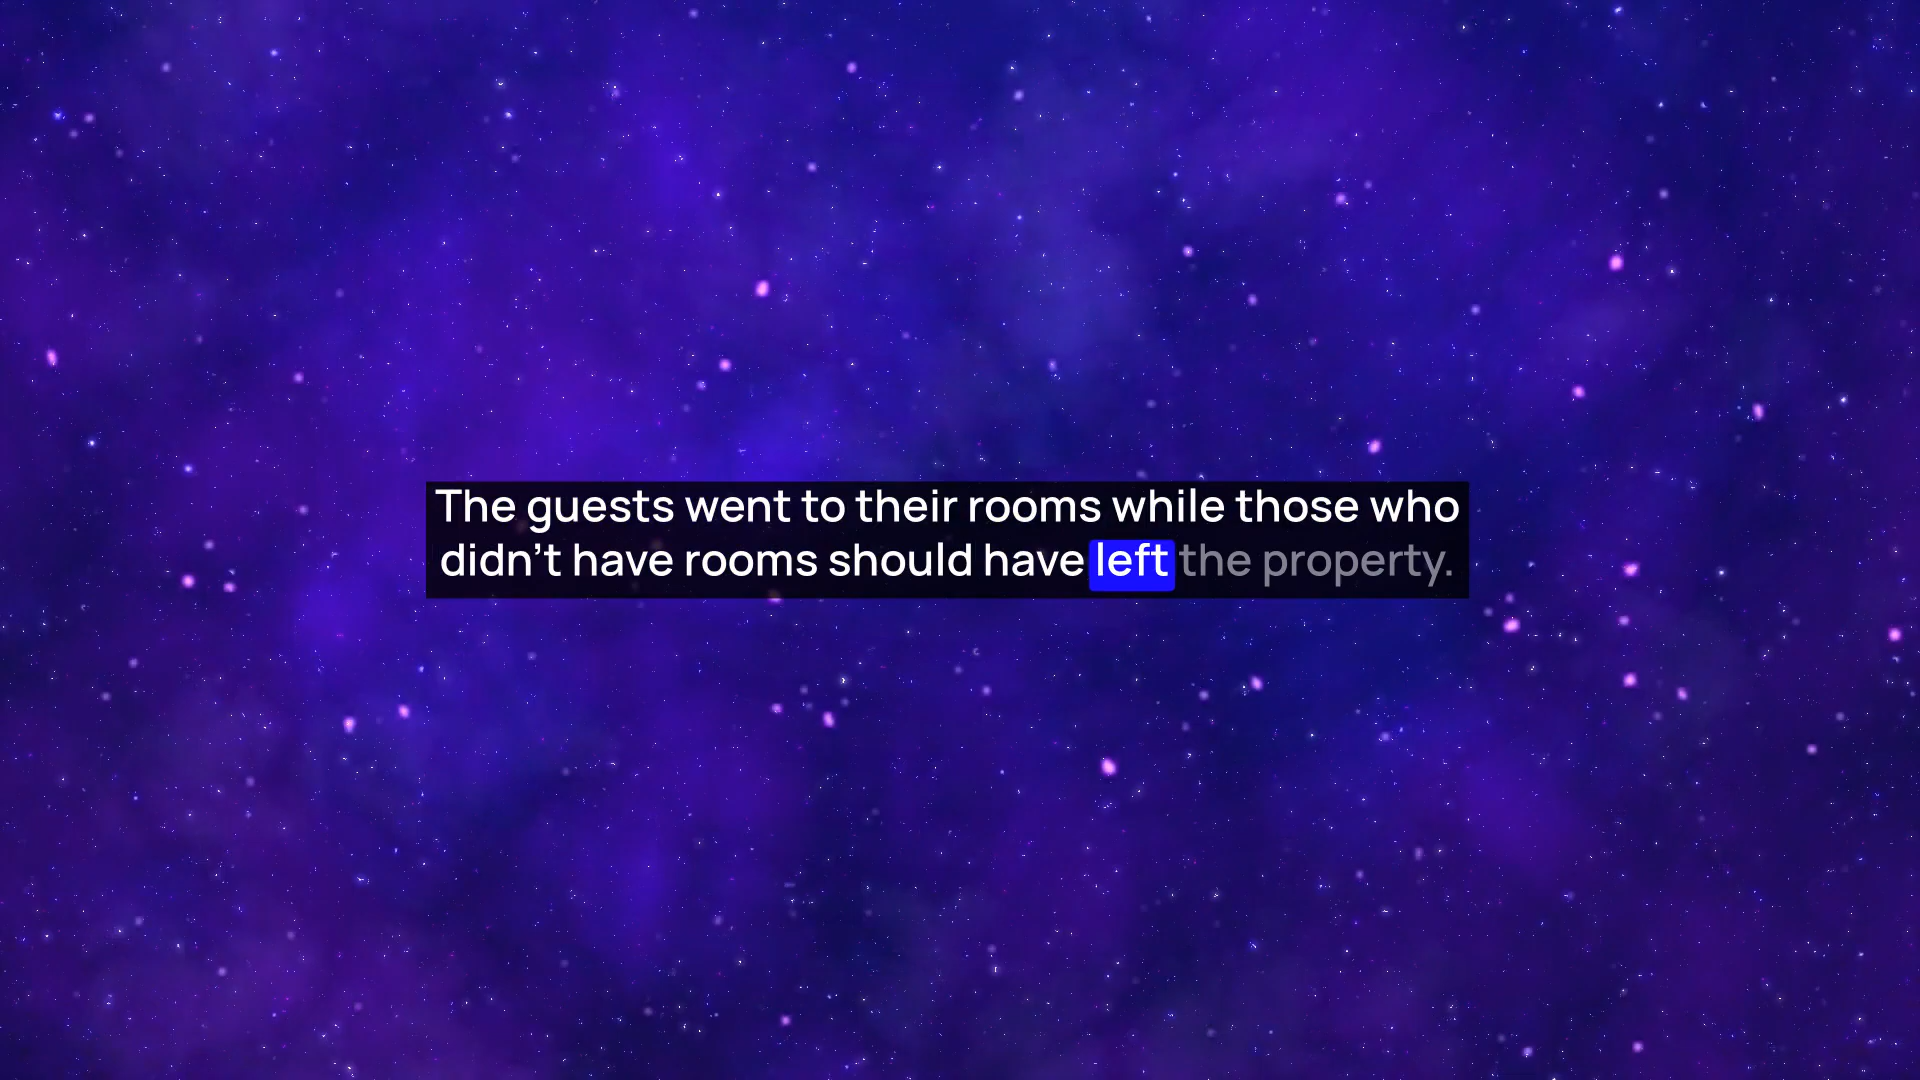 The guests went to their rooms while those who
didn't have rooms should have left the property.